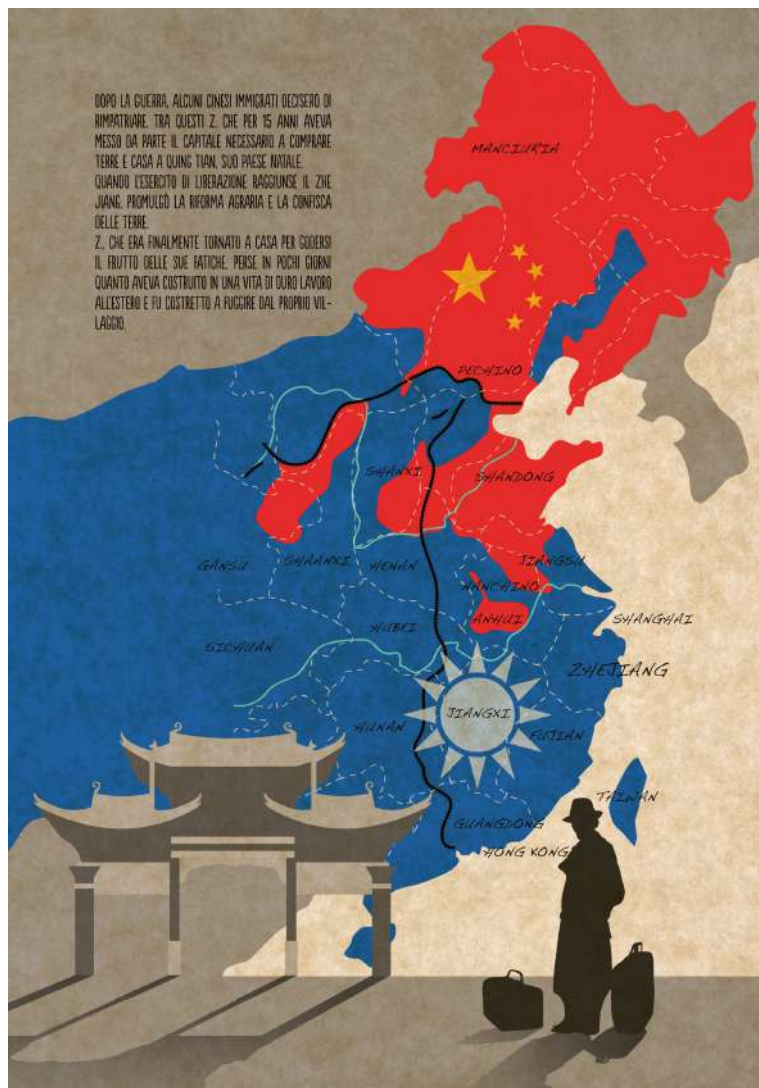 DOPO LA GUERRA, ALCUNI CINESI IMMIGRATI DECISERO DI
RIMPATRIARE. TRA QUESTI Z. CHE PER 15 ANNI AVEVA
MESSO DA PARTE IL CAPITALE NECESSARIO A COMPRARE
TERRE E CASA A QUING TIAN, SUO PAESE NATALE.
QUANDO L'ESERCITO DI LIBERAZIONE RAGGIUNSE IL ZHE
JIANG, PROMULGÒ LA RIFORMA AGRARIA E LA CONFISCA
DELLE TERRE.
Z., CHE ERA FINALMENTE TORNATO A CASA PER GODERSI
IL FRUTTO DELLE SUE FATICHE, PERSE IN POCHI GIORNI
QUANTO AVEVA COSTRUITO IN UNA VITA DI DURO LAVORO
ALL'ESTERO E FU COSTRETTO A FUGGIRE DAL PROPRIO VIL-
LAGGIO.
MANCIURIA
PECHINO
SHANXI
SHANDONG
GANSU
SHAANXI
HENAN
JIANGSU
NANCHINO
ANHUI
SHANGHAI
HUBEI
SICHUAN
ZHEJIANG
JIANGXI
HUNAN
FUJIAN
TAIWAN
GUANGDONG
HONG KONG